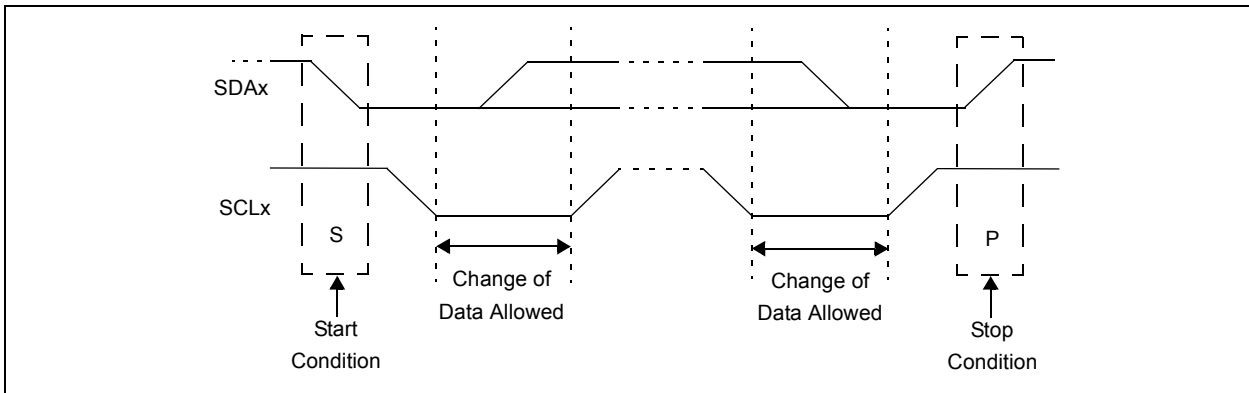 SDAx
SCLx
S
P
Change of
Data Allowed
Change of
Data Allowed
Start
Condition
Stop
Condition